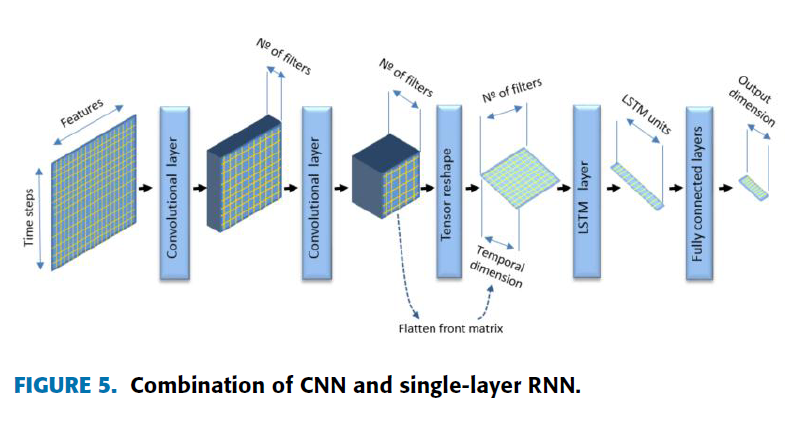 Nº of filters
Nº of filters
Nº of filters
Output
dimension
Features
LSTM units
Time steps
Convolutional layer
Convolutional layer
Tensor reshape
LSTM layer
Fully connected layers
Temporal
dimension
Flatten front matrix
FIGURE 5. Combination of CNN and single-layer RNN.